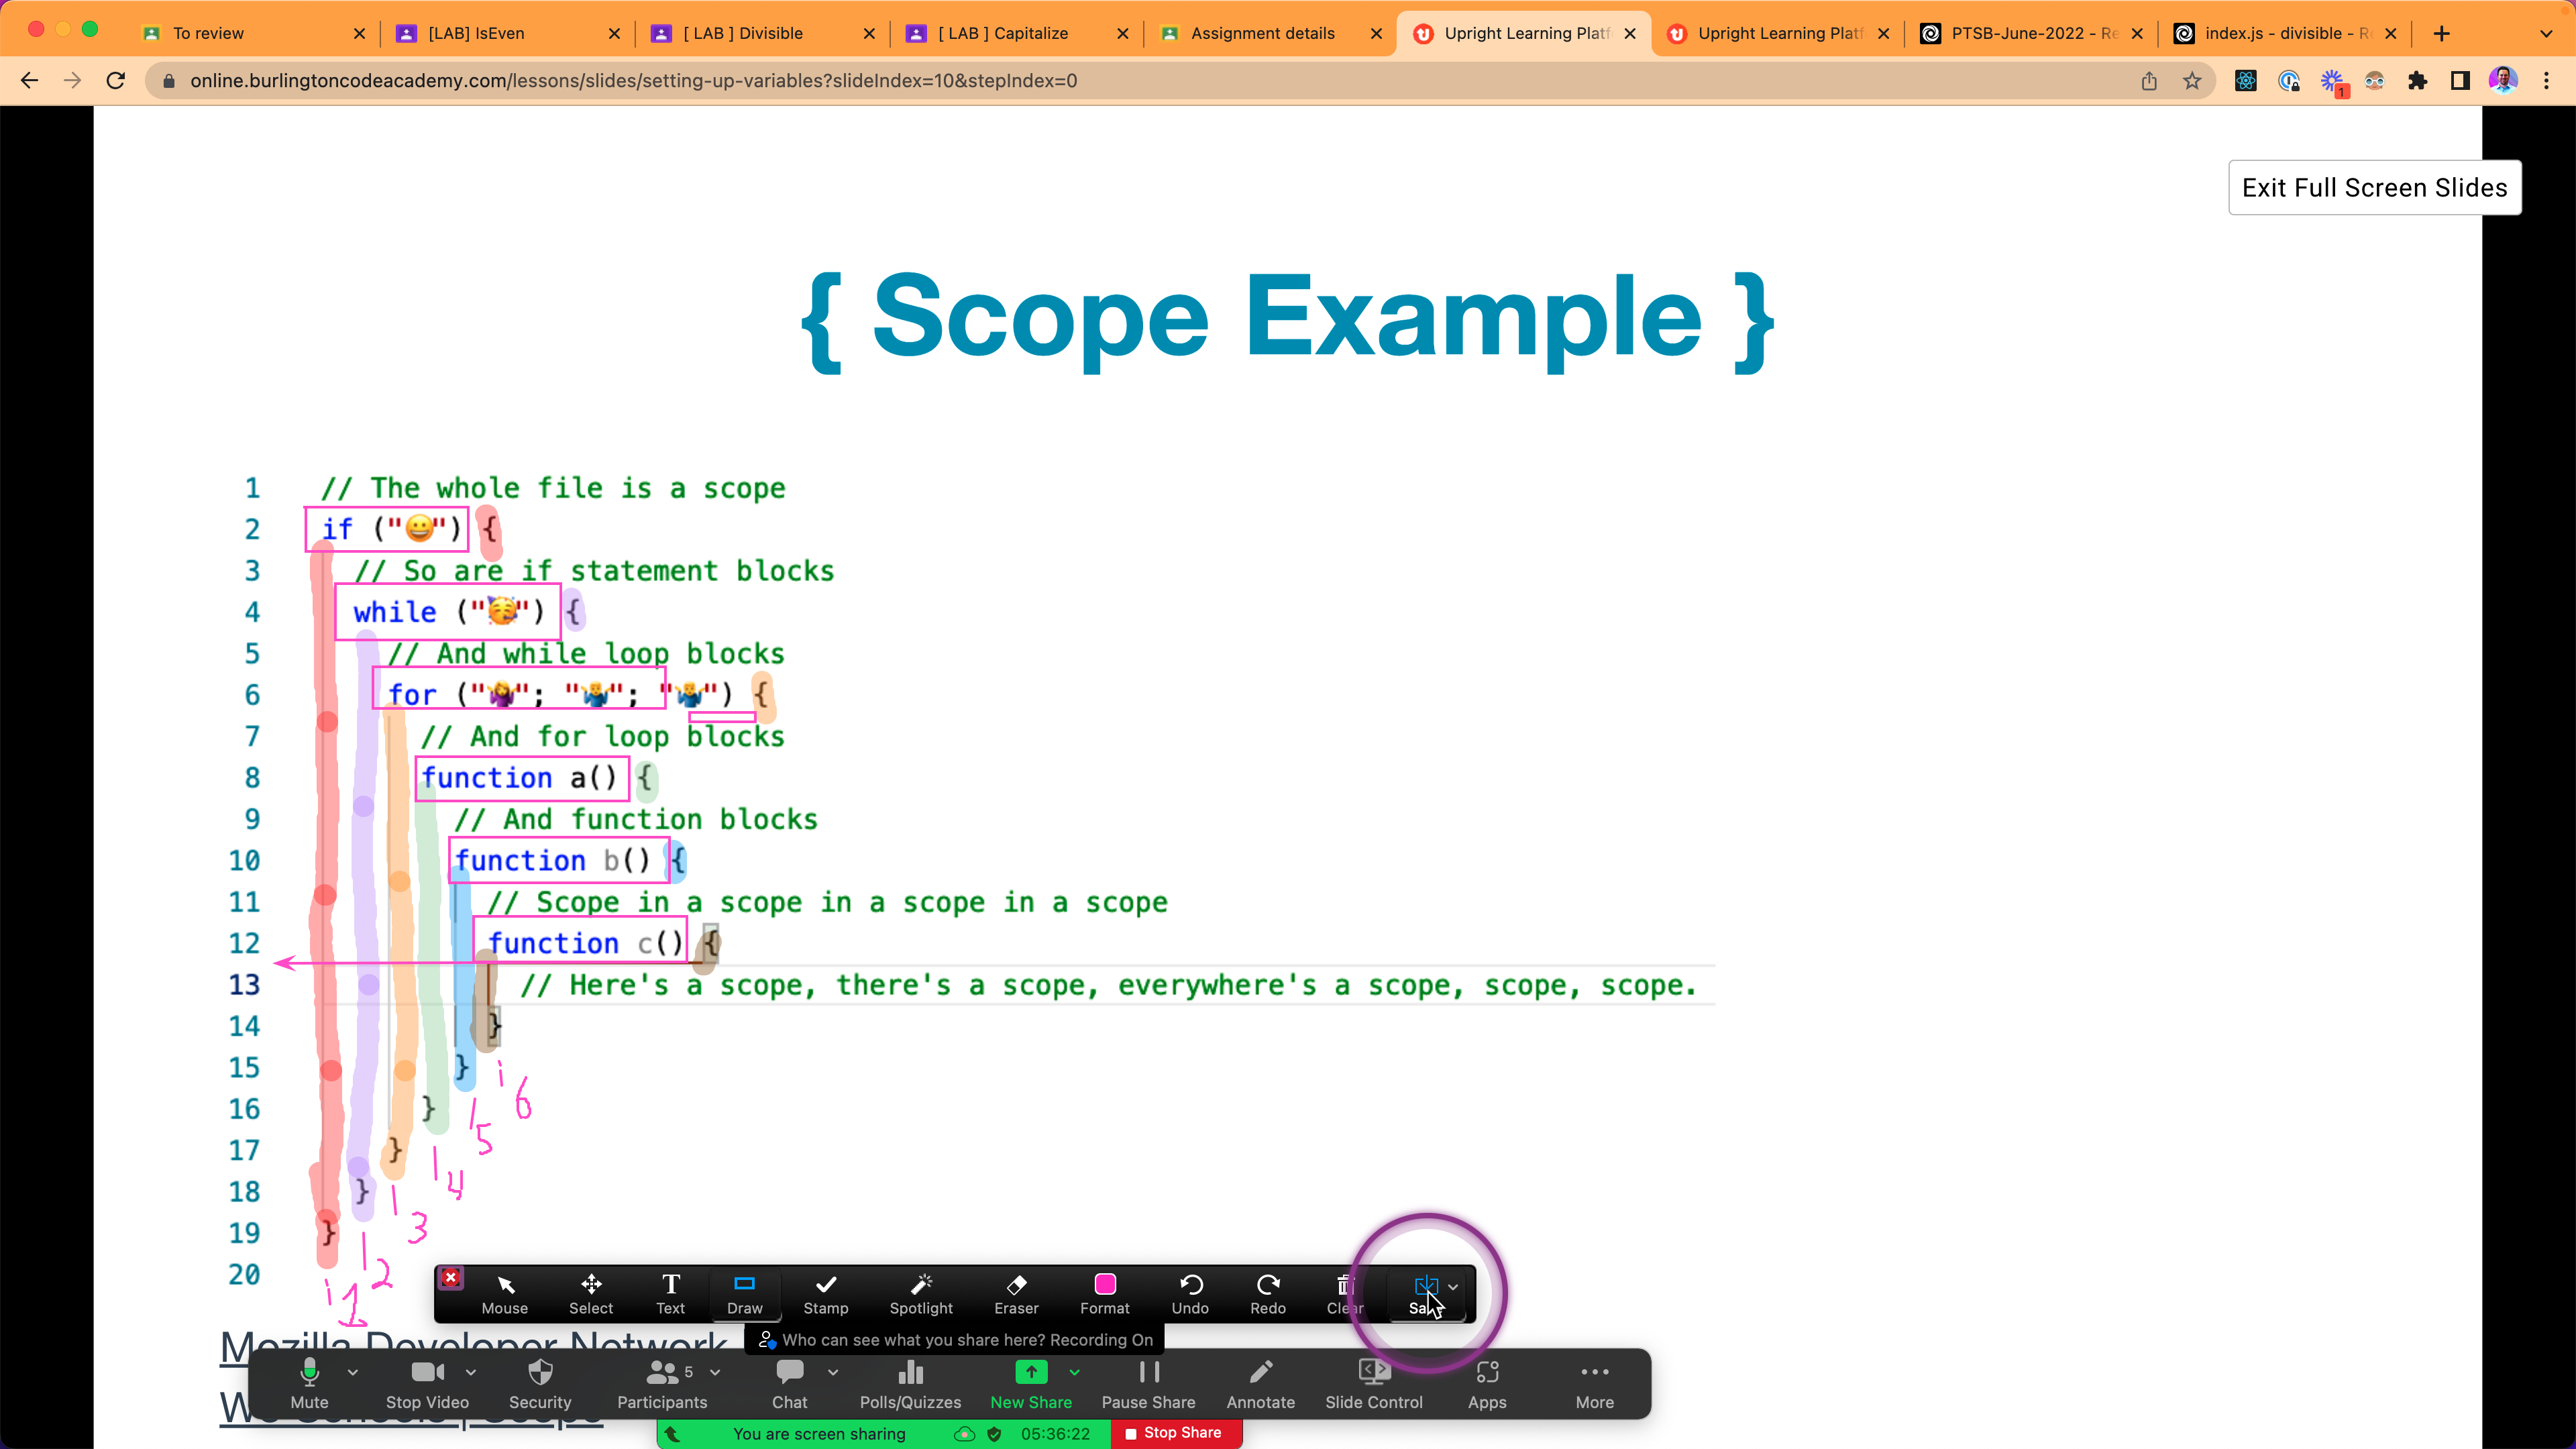 To review
[LAB] IsEven
[ LAB ] Divisible
[ LAB ] Capitalize
Assignment details
Upright Learning Platf
Upright Learning Platf
PTSB-June-2022 - Re
index.js - divisible - R
online.burlingtoncodeacademy.com/lessons/slides/setting-up-variables?slideIndex=10&stepIndex=0
1
Exit Full Screen Slides
{ Scope Example }
1 // The whole file is a scope
2 if ("😀") {
3 // So are if statement blocks
4 while ("🥳") {
5 // And while loop blocks
6 for ("🤷‍♀️"; "🤷‍♂️"; "🤷‍♂️") {
7 // And for loop blocks
8 function a() {
9 // And function blocks
10 function b() {
11 // Scope in a scope in a scope in a scope
12 function c() {
13 // Here's a scope, there's a scope, everywhere's a scope, scope, scope.
14 }
15 }
16 }
17 }
18 }
19 }
20
6
5
4
3
2
1
Mouse
Select
Text
Draw
Stamp
Spotlight
Eraser
Format
Undo
Redo
Clear
Mozilla Developer Network
Who can see what you share here? Recording On
Mute
Stop Video
Security
Participants 5
Chat
Polls/Quizzes
New Share
Pause Share
Annotate
Slide Control
Apps
More
You are screen sharing
05:36:22
Stop Share